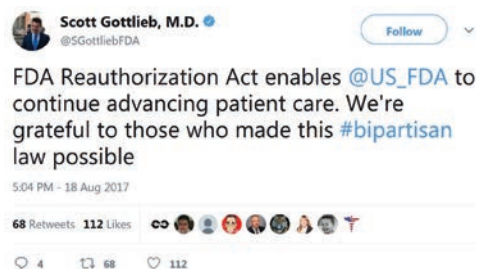 Scott Gottlieb, M.D.
@SGottliebFDA
Follow
FDA Reauthorization Act enables @US_FDA to
continue advancing patient care. We're
grateful to those who made this #bipartisan
law possible
5:04 PM - 18 Aug 2017
68 Retweets 112 Likes
4 68 112